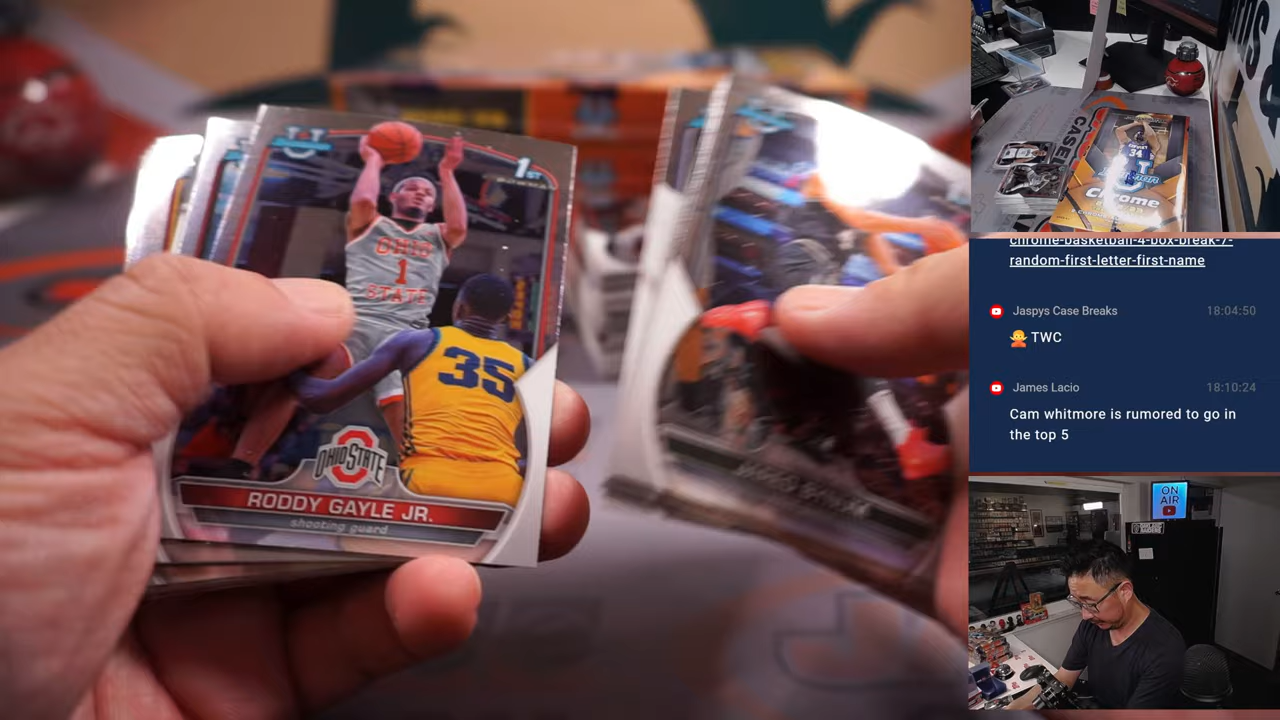 1ST
OHIO
1
STATE
35
OHIO STATE
RODDY GAYLE JR.
shooting guard
CASE
34
Chrome
chrome-basketball-4-box-break-7-
random-first-letter-first-name
Jaspys Case Breaks 18:04:50
TWC
James Lacio 18:10:24
Cam whitmore is rumored to go in
the top 5
ON
AIR